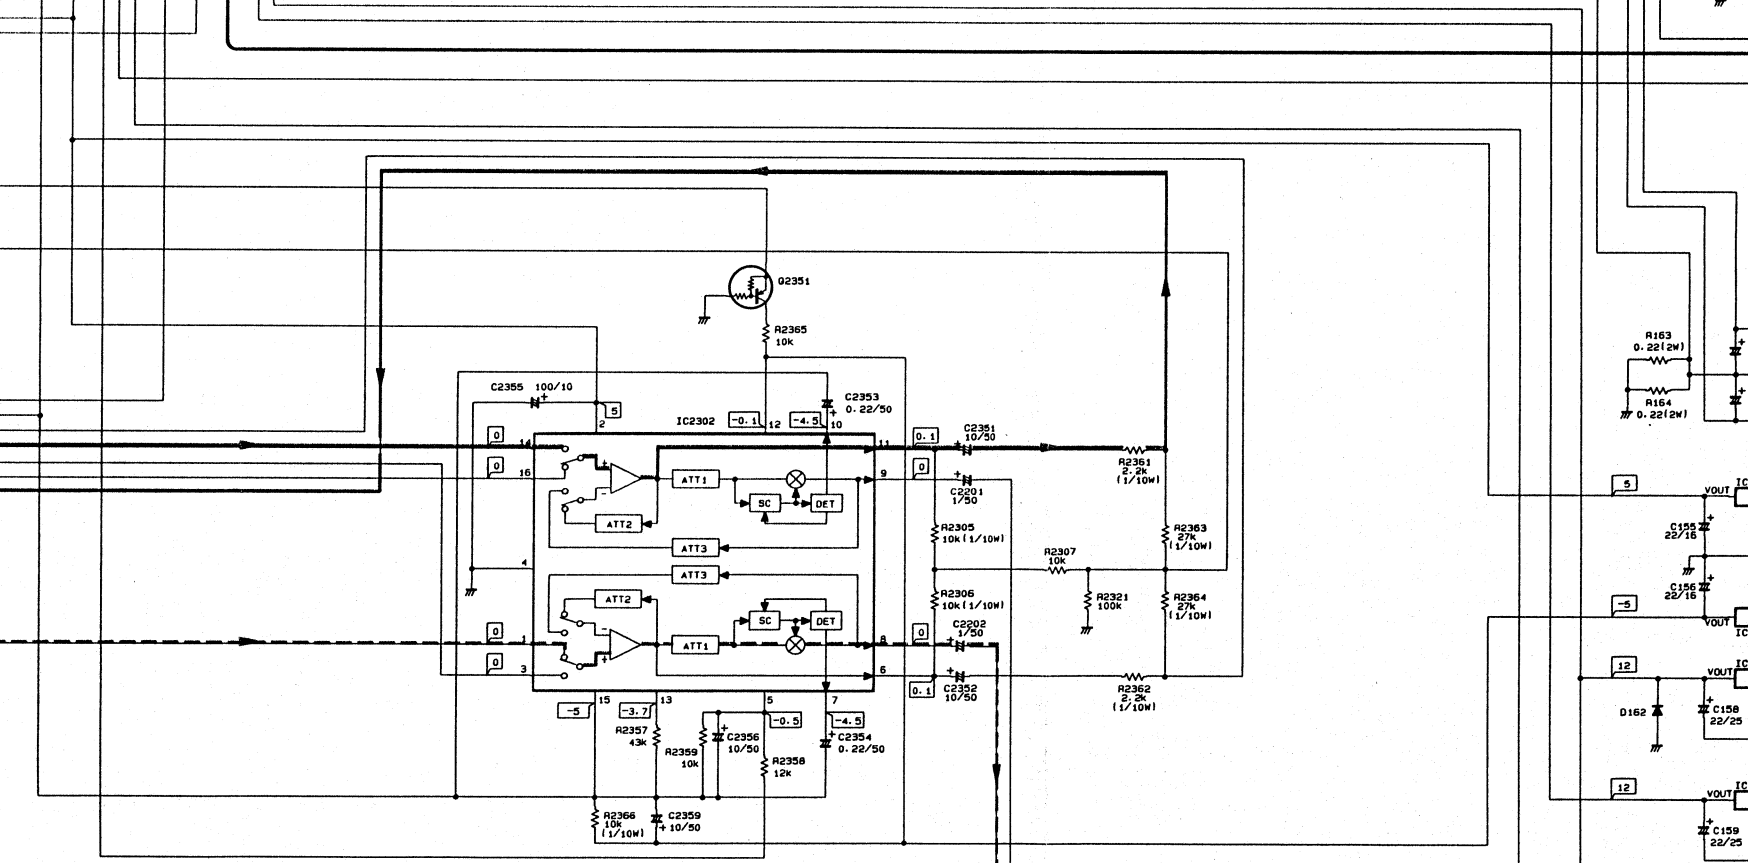 Q2351
R2365
10k
C2355 100/10
+
5
2
IC2302
-0.1
12
-4.5
10
C2353
0.22/50
+
0
14
0
16
+
-
ATT1
SC
DET
ATT2
ATT3
ATT3
ATT2
SC
DET
ATT1
-
+
4
0
1
0
3
11
0.1
C2351
10/50
+
9
0
C2201
1/50
+
R2361
2.2k
(1/10W)
R2305
10k(1/10W)
R2363
27k
(1/10W)
R2307
10k
R2306
10k(1/10W)
R2321
100k
R2364
27k
(1/10W)
8
0
C2202
1/50
+
6
0.1
C2352
10/50
+
R2362
2.2k
(1/10W)
-5
15
-3.7
13
5
-0.5
7
-4.5
R2357
43k
R2359
10k
C2356
10/50
+
R2358
12k
C2354
0.22/50
+
R2366
10k
(1/10W)
C2359
10/50
+
R163
0.22(2W)
R164
0.22(2W)
+
+
5
VOUT
IC
C155
22/16
+
C156
22/16
+
-5
VOUT
IC
12
VOUT
IC
D162
C158
22/25
+
12
VOUT
IC
C159
22/25
+